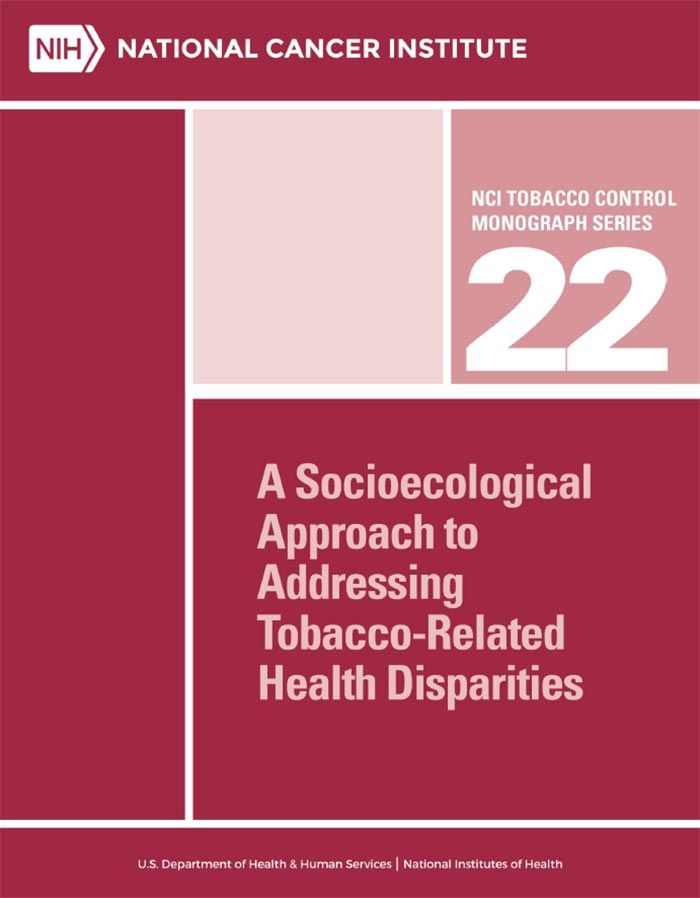 NIH NATIONAL CANCER INSTITUTE
NCI TOBACCO CONTROL
MONOGRAPH SERIES
22
A Socioecological
Approach to
Addressing
Tobacco-Related
Health Disparities
U.S. Department of Health & Human Services | National Institutes of Health